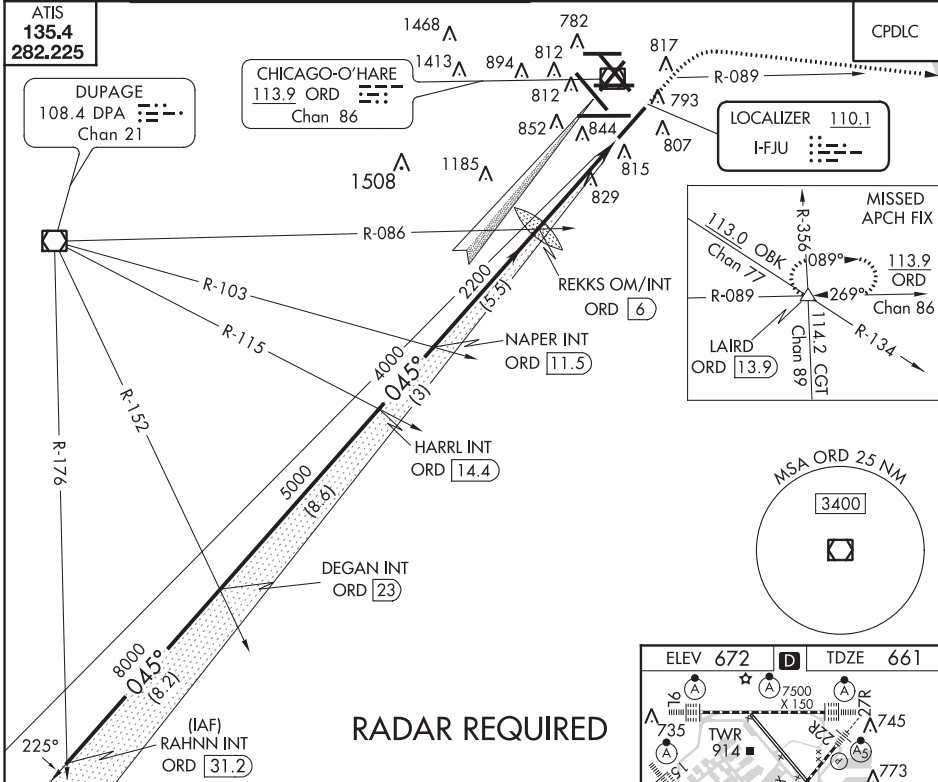 ATIS
135.4
282.225
CPDLC
1468
782
1413
894
812
817
812
793
852
844
807
815
829
1185
1508
R-089
DUPAGE
108.4 DPA
Chan 21
CHICAGO-O'HARE
113.9 ORD
Chan 86
LOCALIZER 110.1
I-FJU
MISSED
APCH FIX
113.0 OBK
Chan 77
R-356
089°
113.9
ORD
Chan 86
R-089
269°
R-134
LAIRD
ORD 13.9
114.2 CGT
Chan 89
R-086
R-103
R-115
R-152
R-176
2200
(5.5)
REKKS OM/INT
ORD 6
NAPER INT
ORD 11.5
4000
045°
(3)
HARRL INT
ORD 14.4
5000
(8.6)
DEGAN INT
ORD 23
8000
045°
(8.2)
(IAF)
RAHNN INT
ORD 31.2
225°
RADAR REQUIRED
MSA ORD 25 NM
3400
ELEV 672 D TDZE 661
A
A
A
7500
X 150
9L
27R
735
22R
745
TWR
914
A
A5
P
773
X